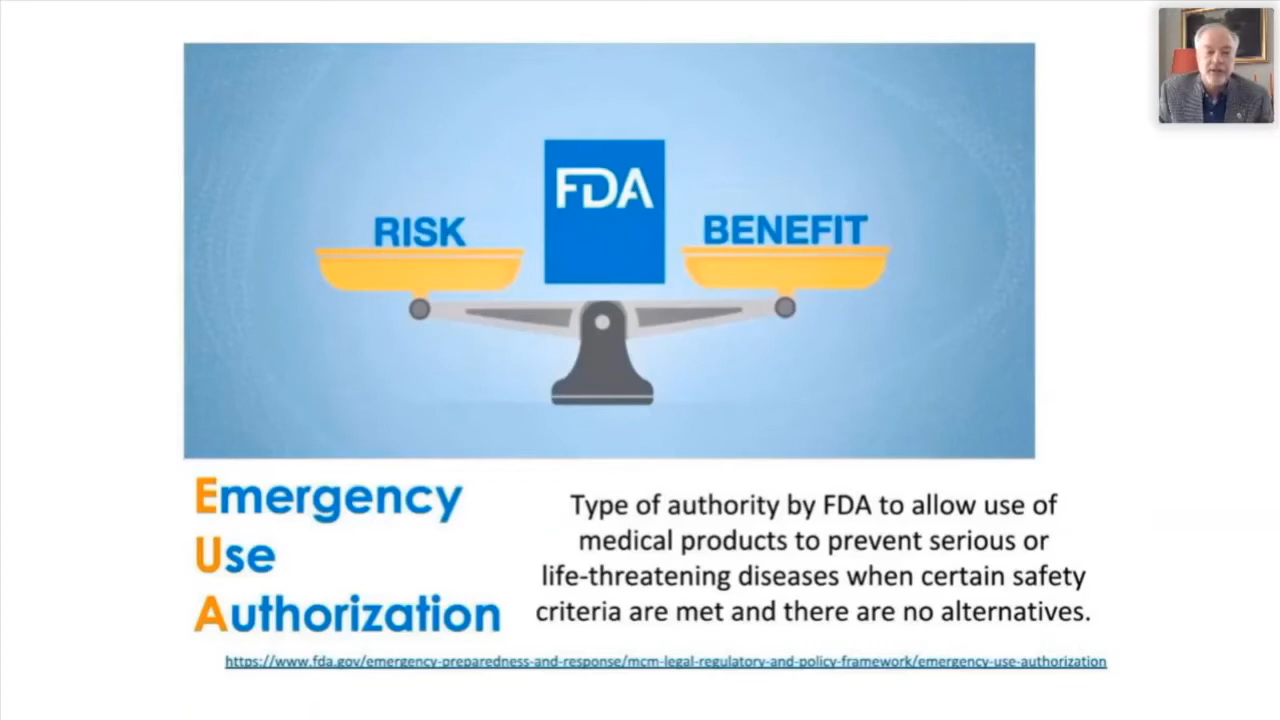 FDA
RISK
BENEFIT
Emergency
Use
Authorization
Type of authority by FDA to allow use of
medical products to prevent serious or
life-threatening diseases when certain safety
criteria are met and there are no alternatives.
https://www.fda.gov/emergency-preparedness-and-response/mcm-legal-regulatory-and-policy-framework/emergency-use-authorization